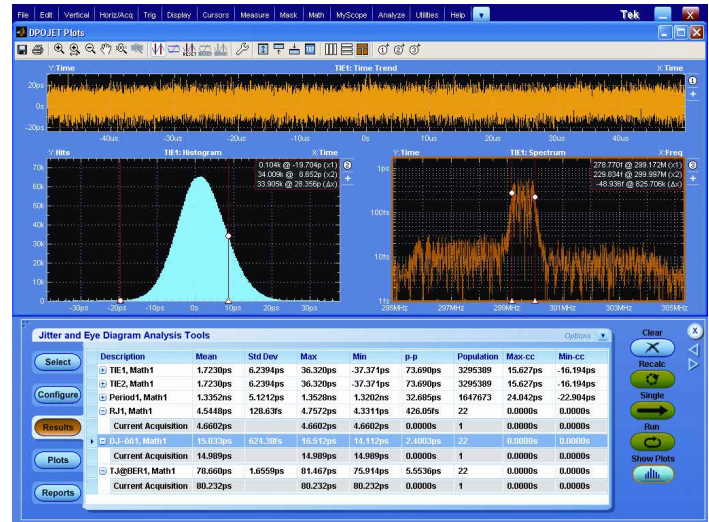 File Edit Vertical Horiz/Acq Trig Display Cursors Measure Mask Math MyScope Analyze Utilities Help Tek
DPOJET Plots
Y:Time TIE1: Time Trend X:Time
20ps
0s
-20ps
-40us -30us -20us -10us 0s 10us 20us 30us 40us
Y:Hits TIE1: Histogram X:Time
0.104k @ -19.704p (x1)
34.009k @ 8.652p (x2)
33.905k @ 28.356p (Δx)
70k
60k
50k
40k
30k
20k
10k
0
-30ps -20ps -10ps 0s 10ps 20ps 30ps
Y:Time TIE1: Spectrum X:Freq
278.770f @ 299.172M (x1)
229.834f @ 299.997M (x2)
-48.936f @ 825.706k (Δx)
1ps
100fs
10fs
1fs
295MHz 297MHz 299MHz 301MHz 303MHz 305MHz
Jitter and Eye Diagram Analysis Tools Options
Select
Configure
Results
Plots
Reports
Description Mean Std Dev Max Min p-p Population Max-cc Min-cc
TIE1, Math1 1.7230ps 6.2394ps 36.320ps -37.371ps 73.690ps 3295389 15.627ps -16.194ps
TIE2, Math1 1.7230ps 6.2394ps 36.320ps -37.371ps 73.690ps 3295389 15.627ps -16.194ps
Period1, Math1 1.3352ns 5.1212ps 1.3528ns 1.3202ns 32.685ps 1647673 24.042ps -22.904ps
RJ1, Math1 4.5448ps 128.63fs 4.7572ps 4.3311ps 426.05fs 22 0.0000s 0.0000s
Current Acquisition 4.6602ps 4.6602ps 4.6602ps 0.0000s 1 0.0000s 0.0000s
DJ-δδ1, Math1 15.033ps 624.38fs 16.512ps 14.112ps 2.4003ps 22 0.0000s 0.0000s
Current Acquisition 14.989ps 14.989ps 14.989ps 0.0000s 1 0.0000s 0.0000s
TJ@BER1, Math1 78.660ps 1.6559ps 81.467ps 75.914ps 5.5536ps 22 0.0000s 0.0000s
Current Acquisition 80.232ps 80.232ps 80.232ps 0.0000s 1 0.0000s 0.0000s
Clear
Recalc
Single
Run
Show Plots